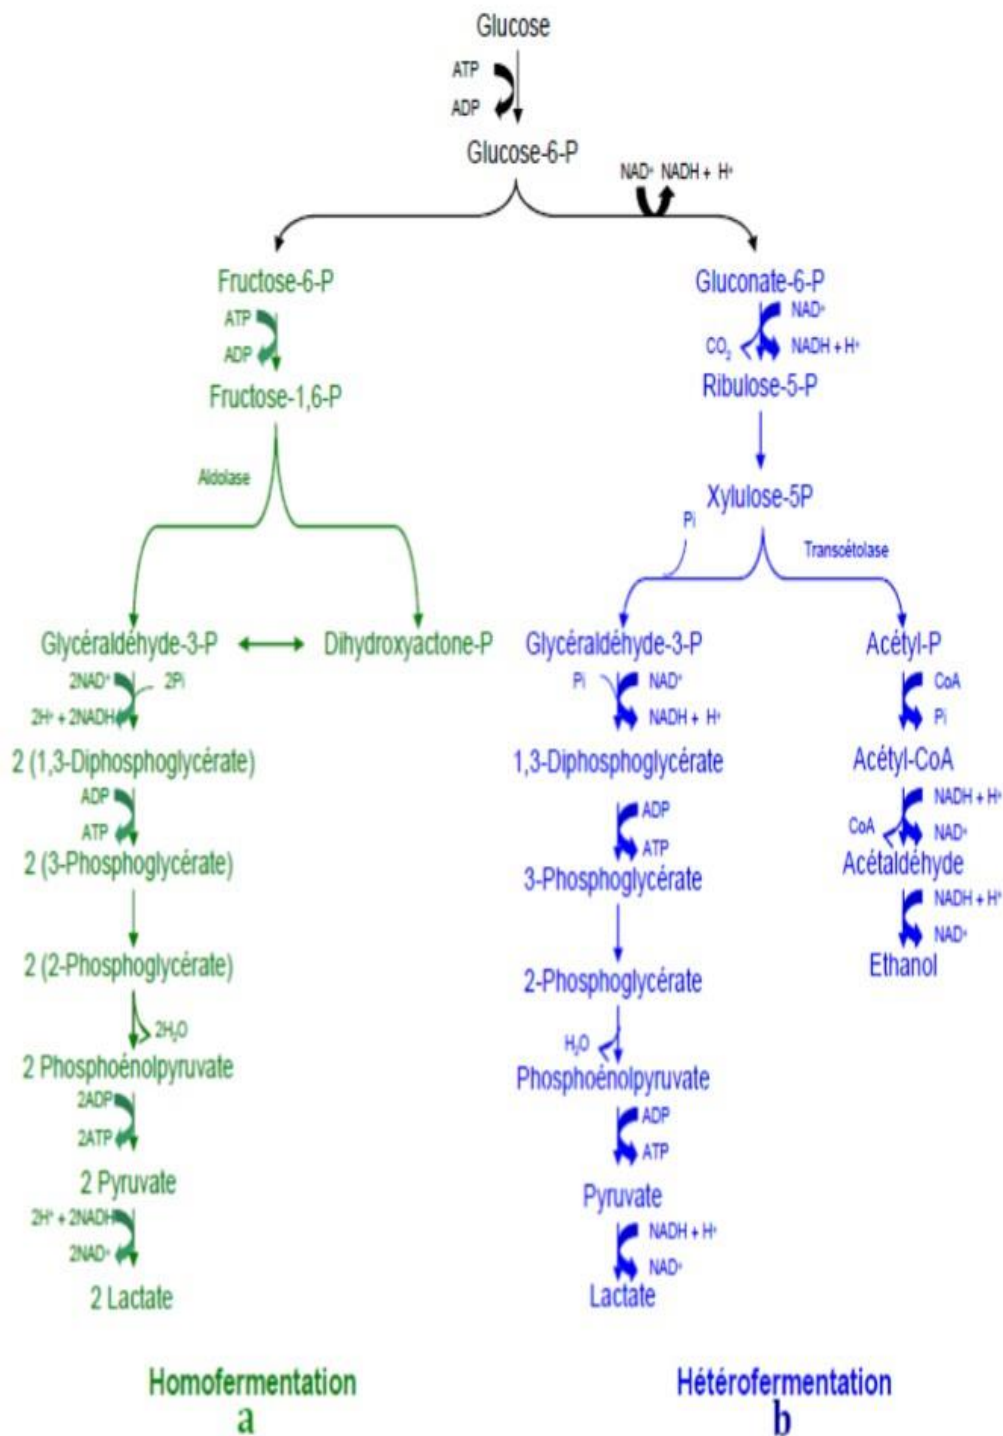 Glucose
ATP
ADP
Glucose-6-P
NAD⁺ NADH + H⁺
Fructose-6-P
ATP
ADP
Fructose-1,6-P
Aldolase
Glycéraldéhyde-3-P
Dihydroxyactone-P
2NAD⁺
2Pi
2H⁺ + 2NADH
2 (1,3-Diphosphoglycérate)
ADP
ATP
2 (3-Phosphoglycérate)
2 (2-Phosphoglycérate)
2H₂O
2 Phosphoénolpyruvate
2ADP
2ATP
2 Pyruvate
2H⁺ + 2NADH
2NAD⁺
2 Lactate
Homofermentation
a
Gluconate-6-P
NAD⁺
CO₂
NADH + H⁺
Ribulose-5-P
Xylulose-5P
Pi
Transcétolase
Glycéraldéhyde-3-P
Pi
NAD⁺
NADH + H⁺
1,3-Diphosphoglycérate
ADP
ATP
3-Phosphoglycérate
2-Phosphoglycérate
H₂O
Phosphoénolpyruvate
ADP
ATP
Pyruvate
NADH + H⁺
NAD⁺
Lactate
Acétyl-P
CoA
Pi
Acétyl-CoA
NADH + H⁺
CoA
NAD⁺
Acétaldéhyde
NADH + H⁺
NAD⁺
Ethanol
Hétérofermentation
b